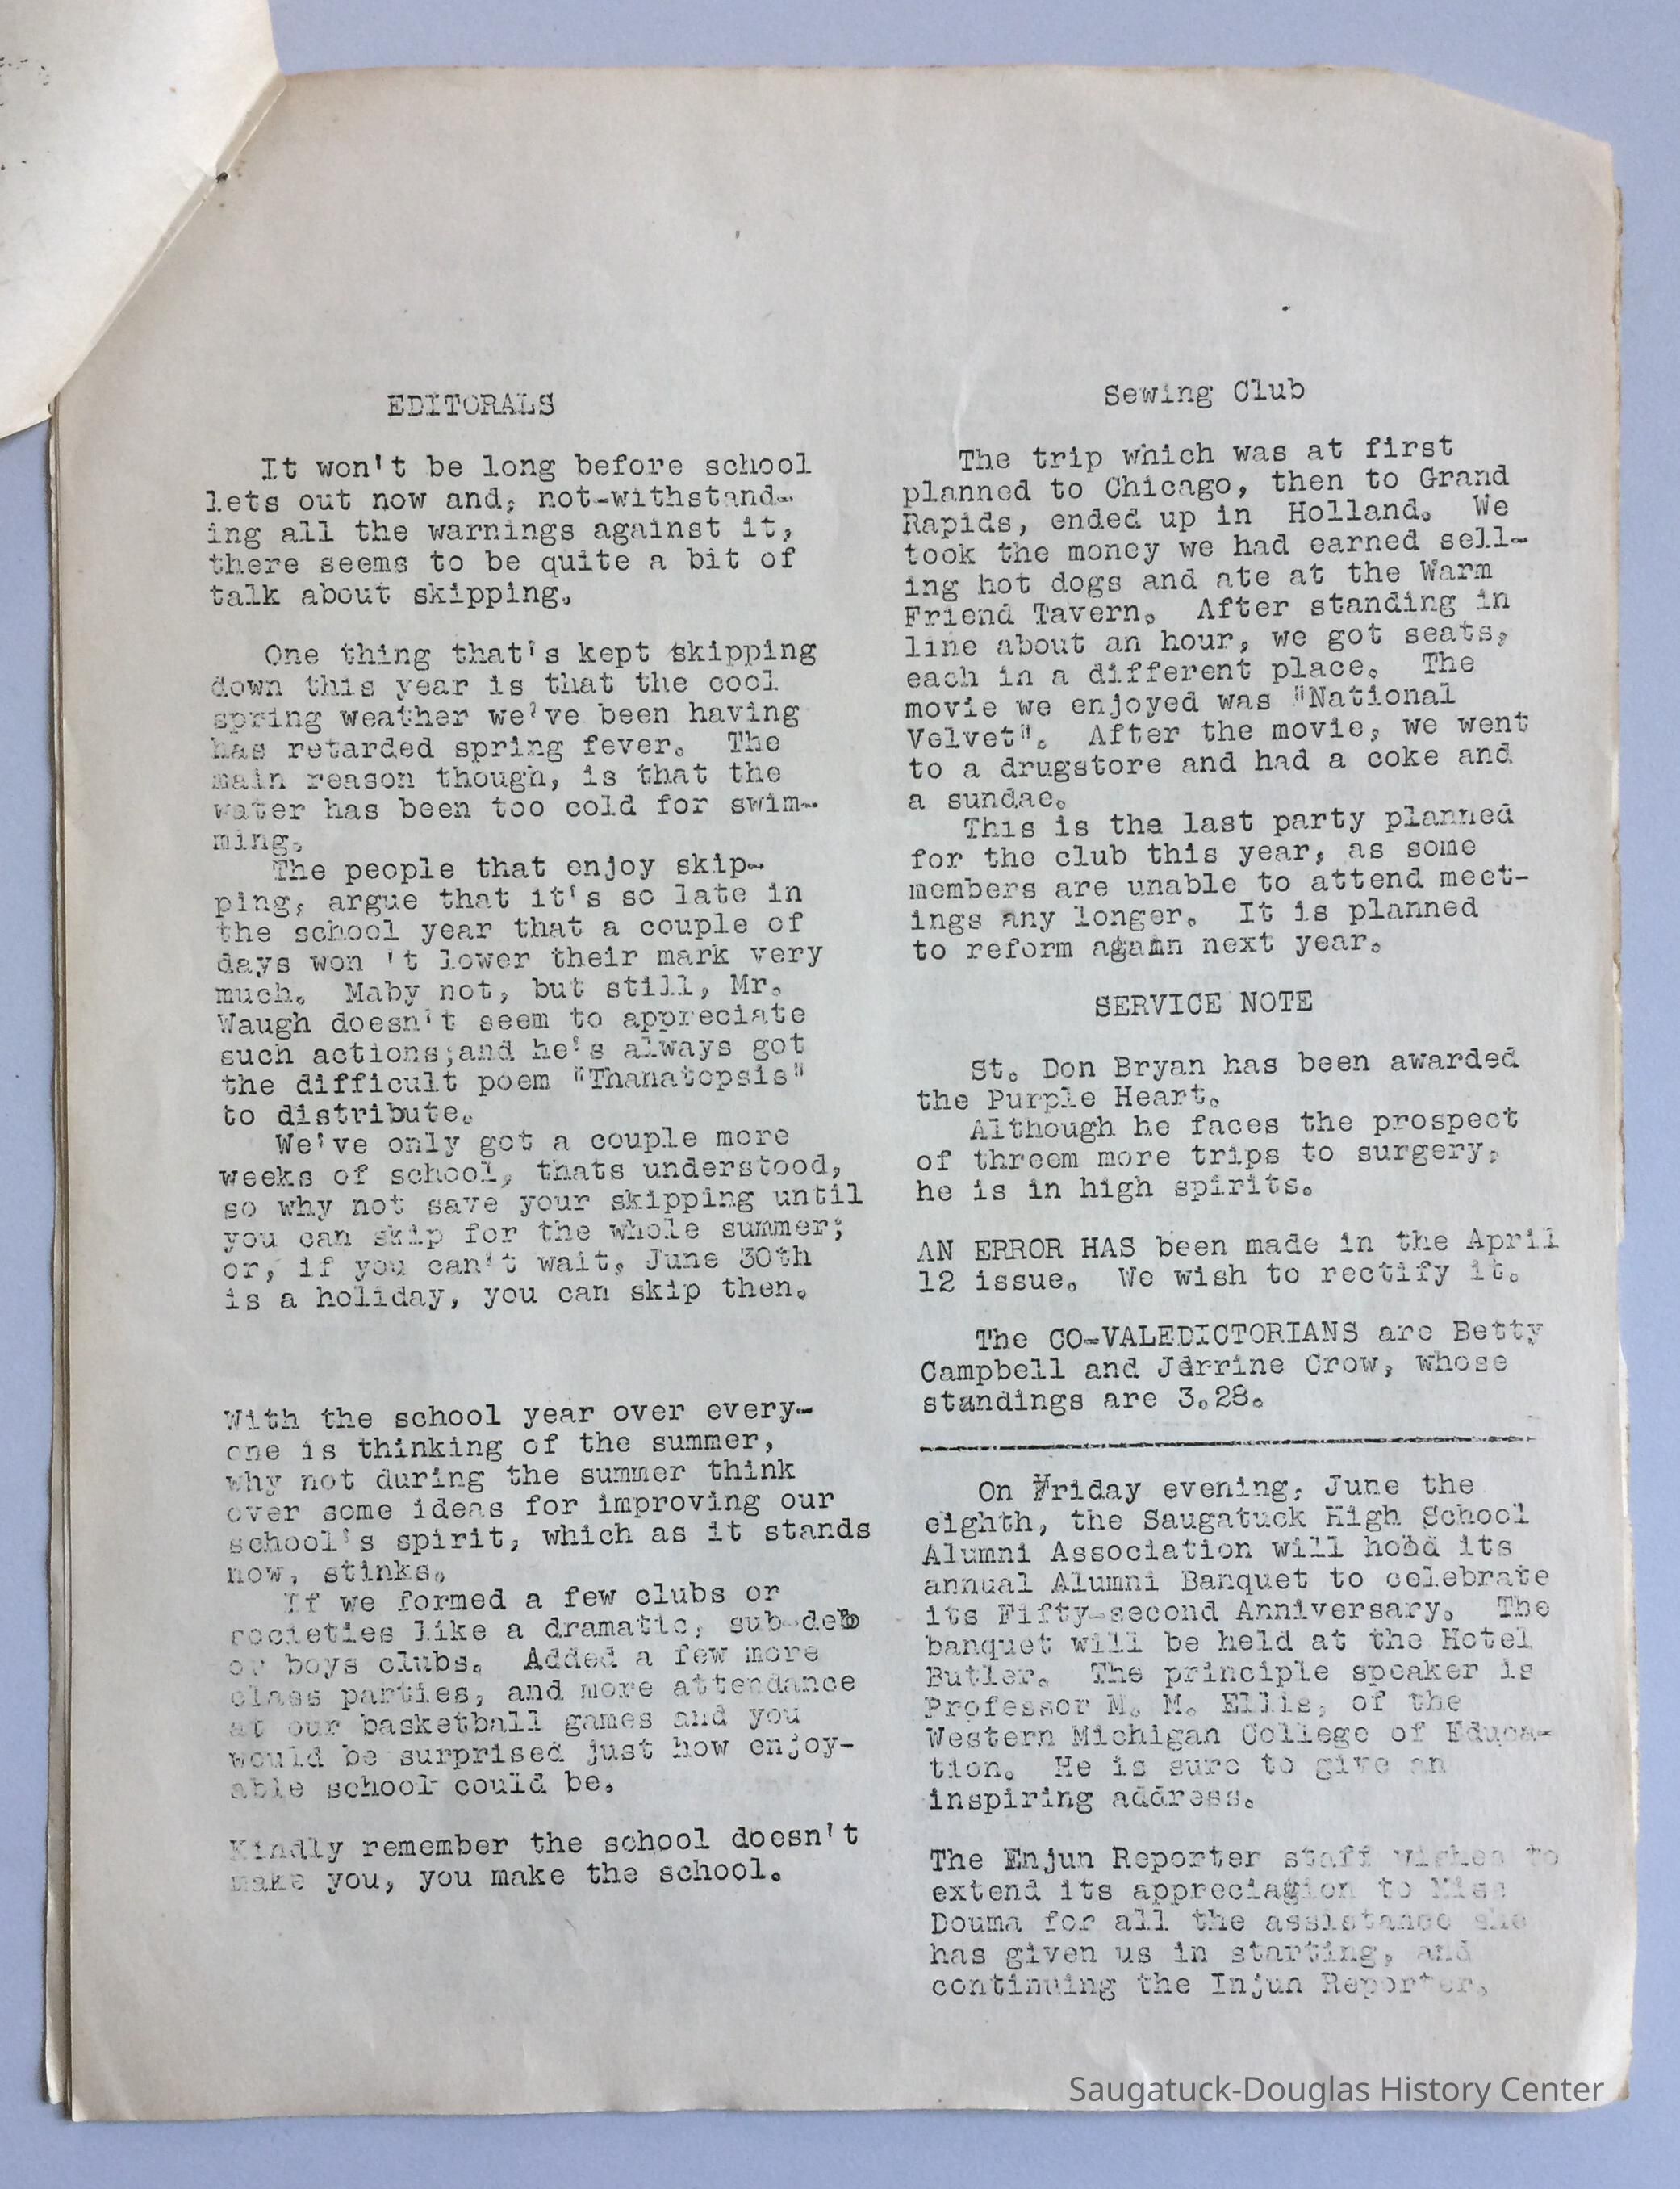 EDITORALS
It won't be long before school
lets out now and, not-withstand-
ing all the warnings against it,
there seems to be quite a bit of
talk about skipping.
One thing that's kept skipping
down this year is that the cool
spring weather we've been having
has retarded spring fever. The
main reason though, is that the
water has been too cold for swim-
ming.
The people that enjoy skip-
ping, argue that it's so late in
the school year that a couple of
days won 't lower their mark very
much. Maby not, but still, Mr.
Waugh doesn't seem to appreciate
such actions;and he's always got
the difficult poem "Thanatopsis"
to distribute.
We've only got a couple more
weeks of school, thats understood,
so why not save your skipping until
you can skip for the whole summer;
or, if you can't wait, June 30th
is a holiday, you can skip then.
With the school year over every-
one is thinking of the summer,
why not during the summer think
over some ideas for improving our
school's spirit, which as it stands
now, stinks.
If we formed a few clubs or
societies like a dramatic, sub-deb
or boys clubs. Added a few more
class parties, and more attendance
at our basketball games and you
would be surprised just how enjoy-
able school could be.
Kindly remember the school doesn't
make you, you make the school.
Sewing Club
The trip which was at first
planned to Chicago, then to Grand
Rapids, ended up in Holland. We
took the money we had earned sell-
ing hot dogs and ate at the Warm
Friend Tavern. After standing in
line about an hour, we got seats,
each in a different place. The
movie we enjoyed was "National
Velvet". After the movie, we went
to a drugstore and had a coke and
a sundae.
This is the last party planned
for the club this year, as some
members are unable to attend meet-
ings any longer. It is planned
to reform again next year.
SERVICE NOTE
St. Don Bryan has been awarded
the Purple Heart.
Although he faces the prospect
of threem more trips to surgery,
he is in high spirits.
AN ERROR HAS been made in the April
12 issue. We wish to rectify it.
The CO-VALEDICTORIANS are Betty
Campbell and Jarrine Crow, whose
standings are 3.28.
On Friday evening, June the
eighth, the Saugatuck High School
Alumni Association will hold its
annual Alumni Banquet to celebrate
its Fifty-second Anniversary. The
banquet will be held at the Hotel
Butler. The principle speaker is
Professor M. M. Ellis, of the
Western Michigan College of Educa-
tion. He is sure to give an
inspiring address.
The Enjun Reporter staff wishes to
extend its appreciation to Miss
Douma for all the assistance she
has given us in starting, and
continuing the Injun Reporter.
Saugatuck-Douglas History Center